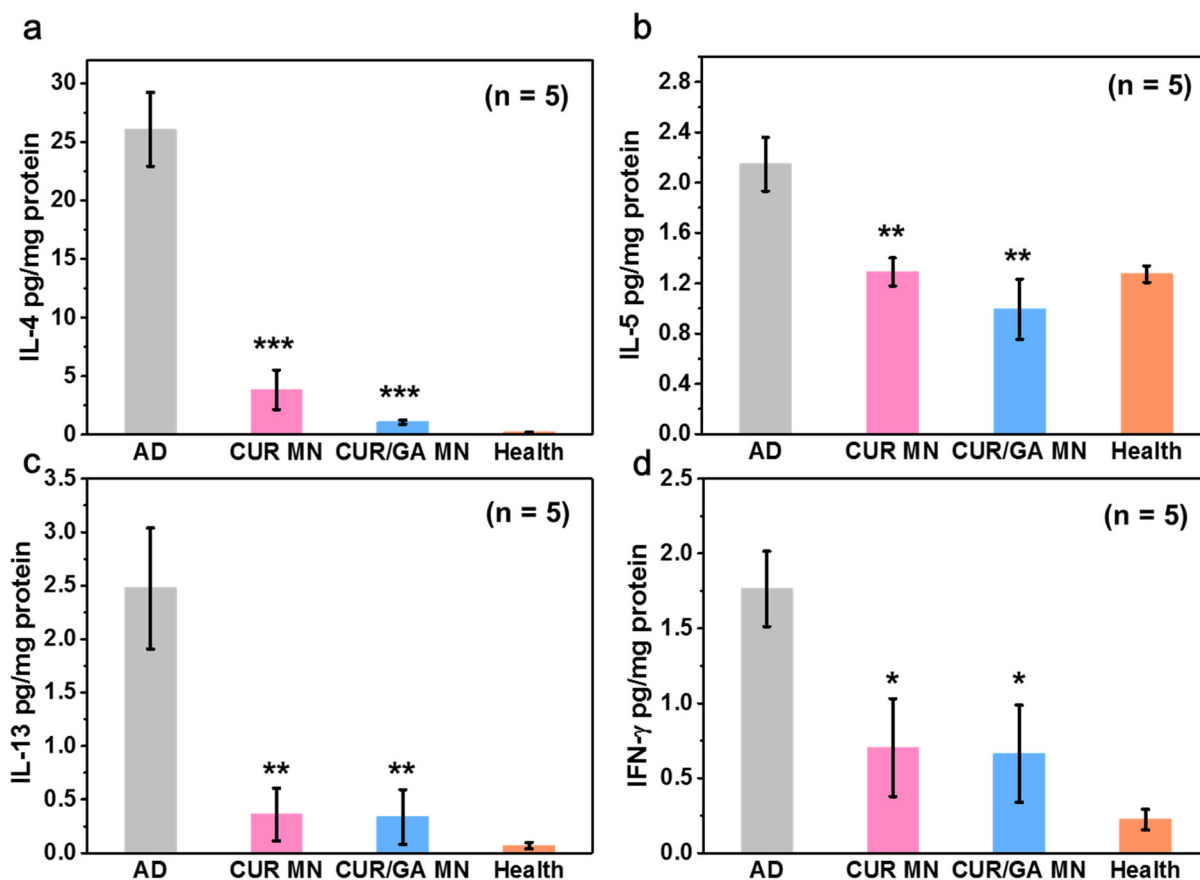 a
(n = 5)
IL-4 pg/mg protein
30
25
20
15
10
5
0
***
***
AD CUR MN CUR/GA MN Health
b
(n = 5)
IL-5 pg/mg protein
2.8
2.4
2.0
1.6
1.2
0.8
0.4
0.0
**
**
AD CUR MN CUR/GA MN Health
c
(n = 5)
IL-13 pg/mg protein
3.5
3.0
2.5
2.0
1.5
1.0
0.5
0.0
**
**
AD CUR MN CUR/GA MN Health
d
(n = 5)
IFN-γ pg/mg protein
2.5
2.0
1.5
1.0
0.5
0.0
*
*
AD CUR MN CUR/GA MN Health